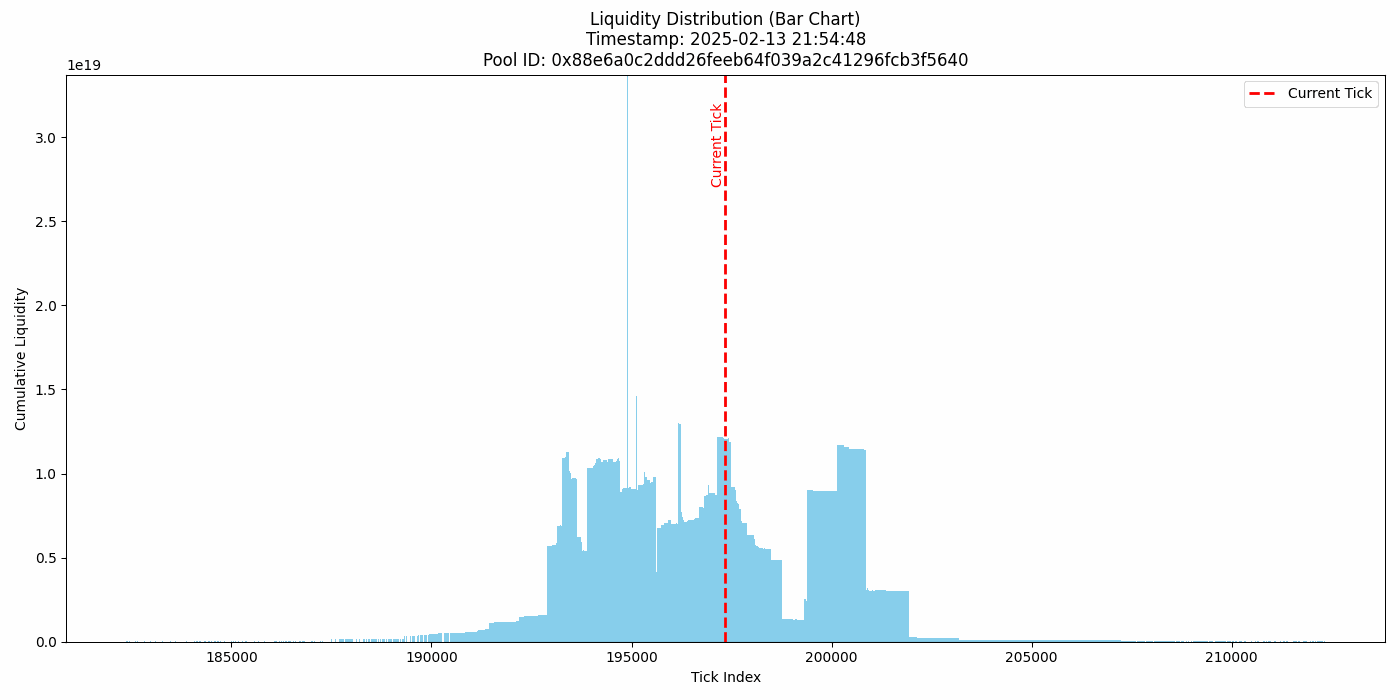 Liquidity Distribution (Bar Chart)
Timestamp: 2025-02-13 21:54:48
Pool ID: 0x88e6a0c2ddd26feeb64f039a2c41296fcb3f5640
1e19
Current Tick
Current Tick
3.0
2.5
2.0
1.5
1.0
0.5
0.0
Cumulative Liquidity
185000 190000 195000 200000 205000 210000
Tick Index